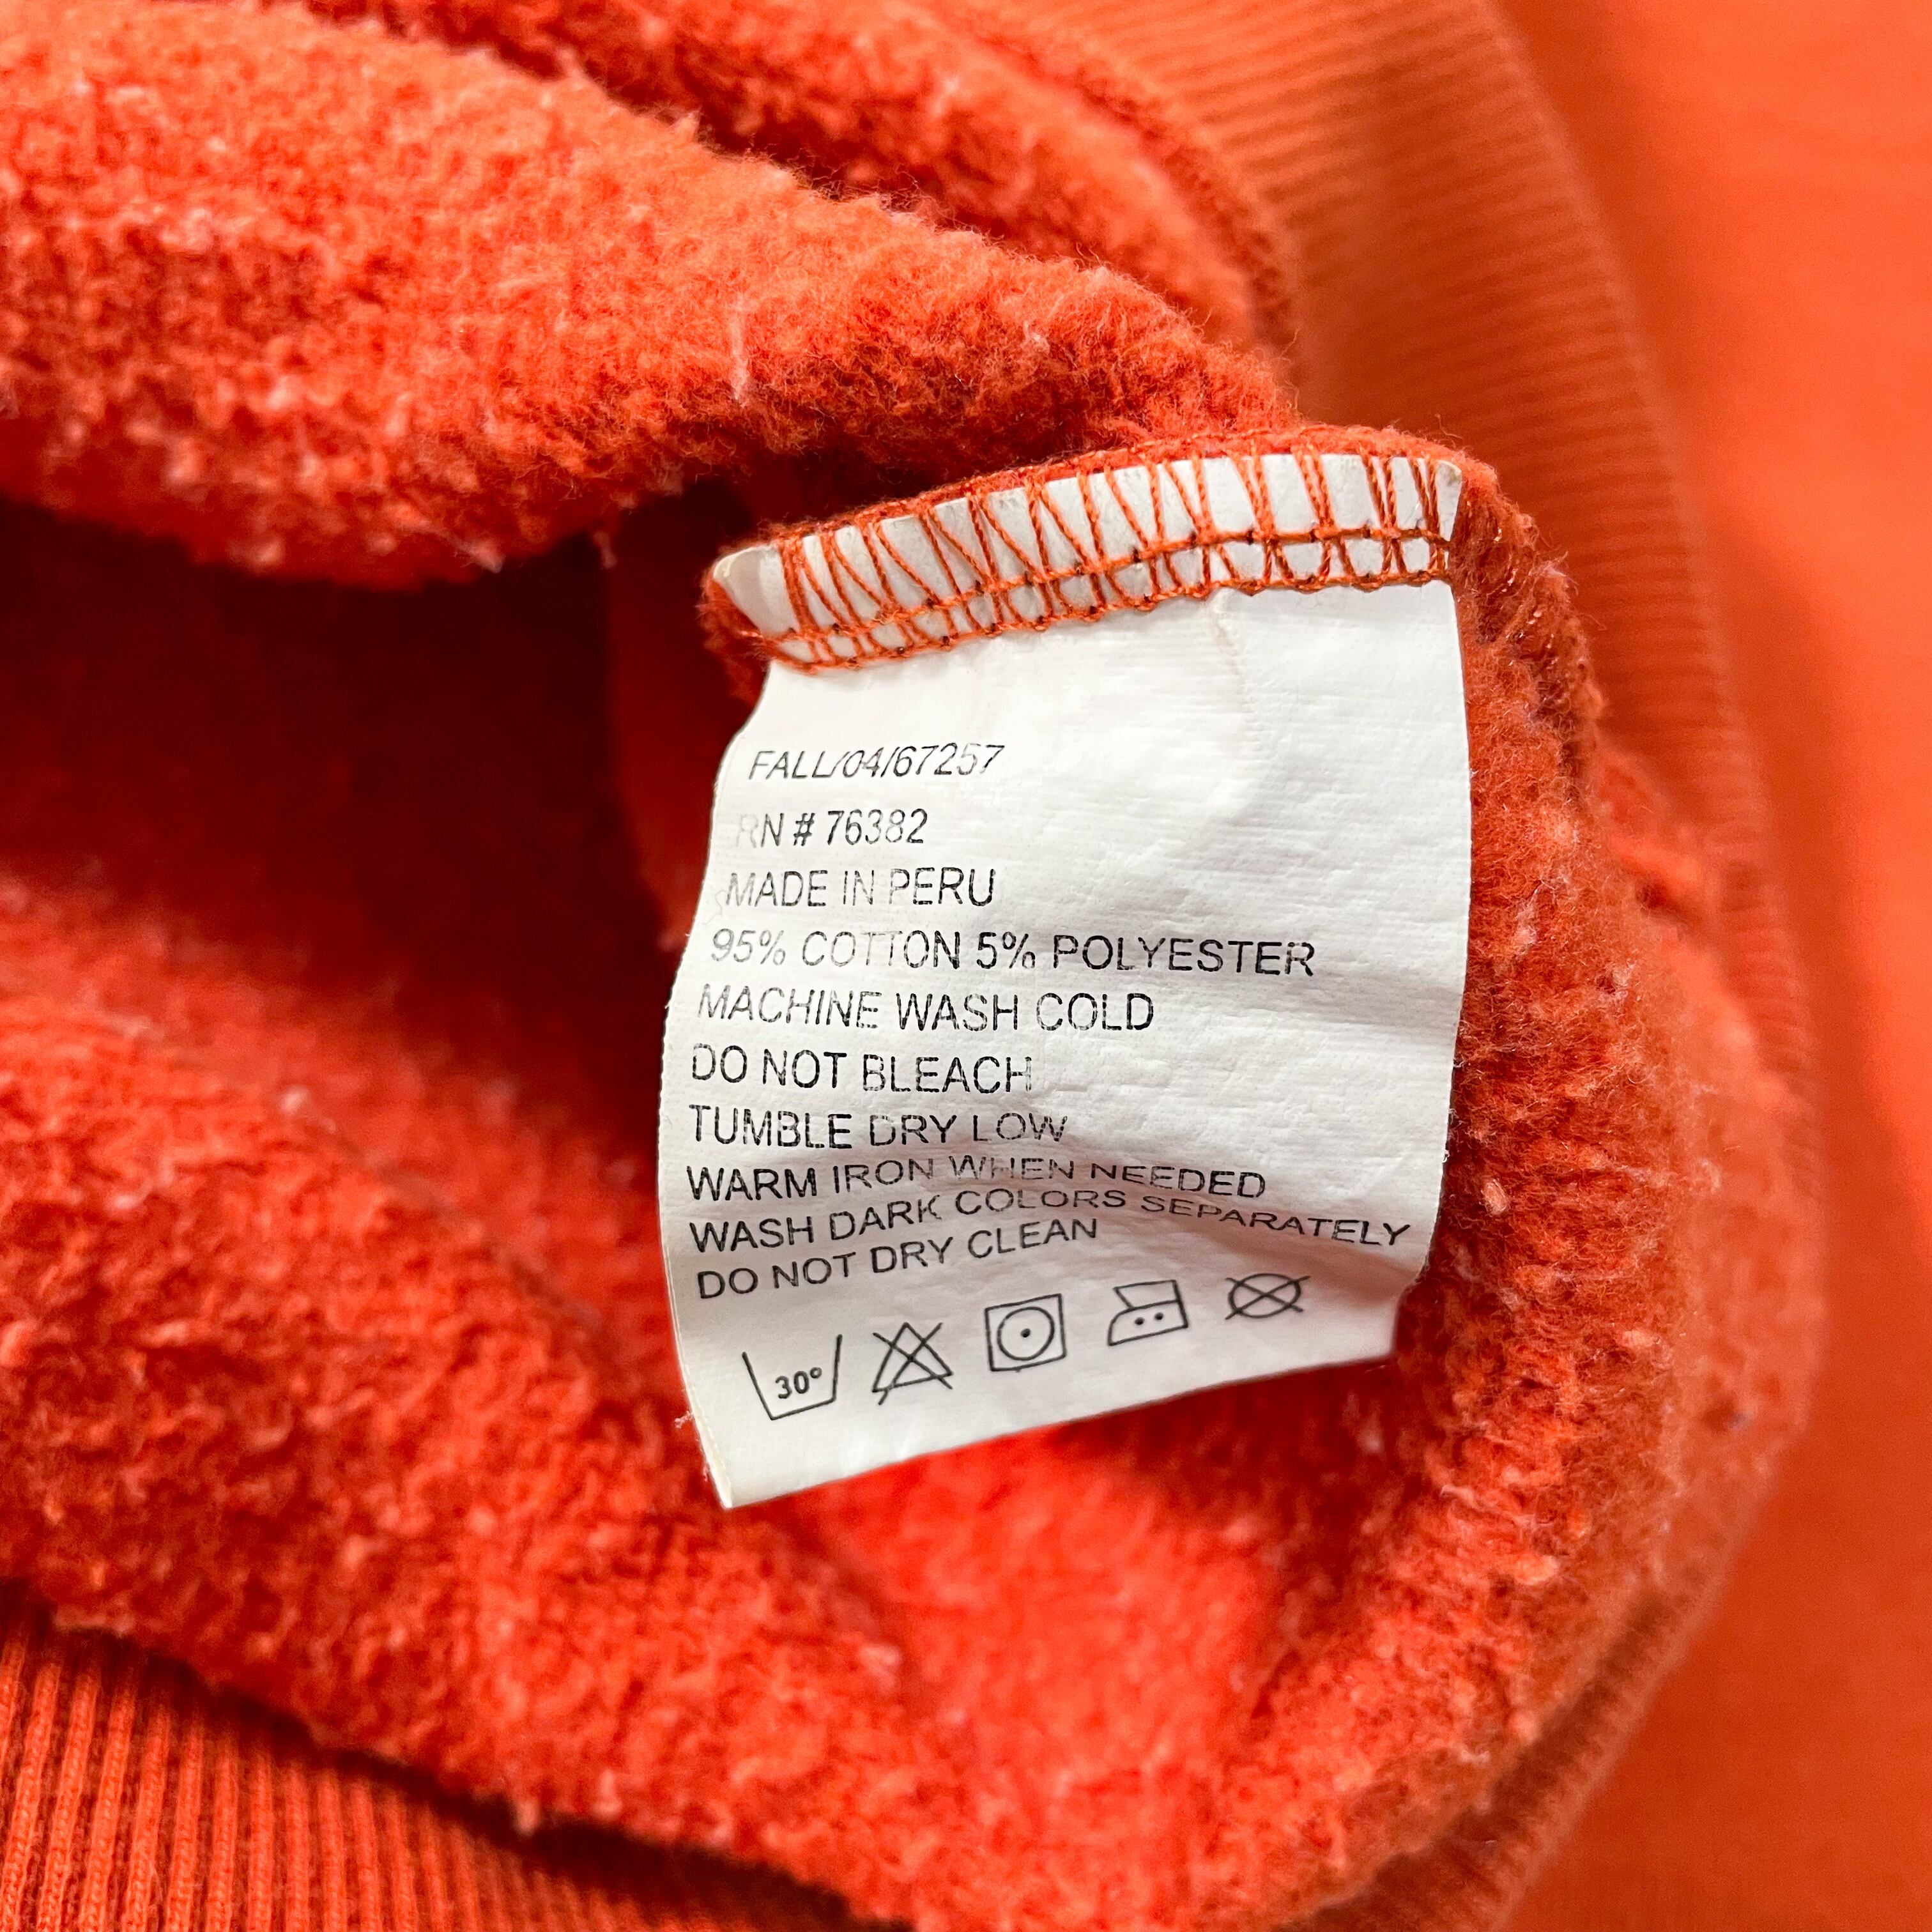 FALL/04/67257
RN # 76382
MADE IN PERU
95% COTTON 5% POLYESTER
MACHINE WASH COLD
DO NOT BLEACH
TUMBLE DRY LOW
WARM IRON WHEN NEEDED
WASH DARK COLORS SEPARATELY
DO NOT DRY CLEAN
30°